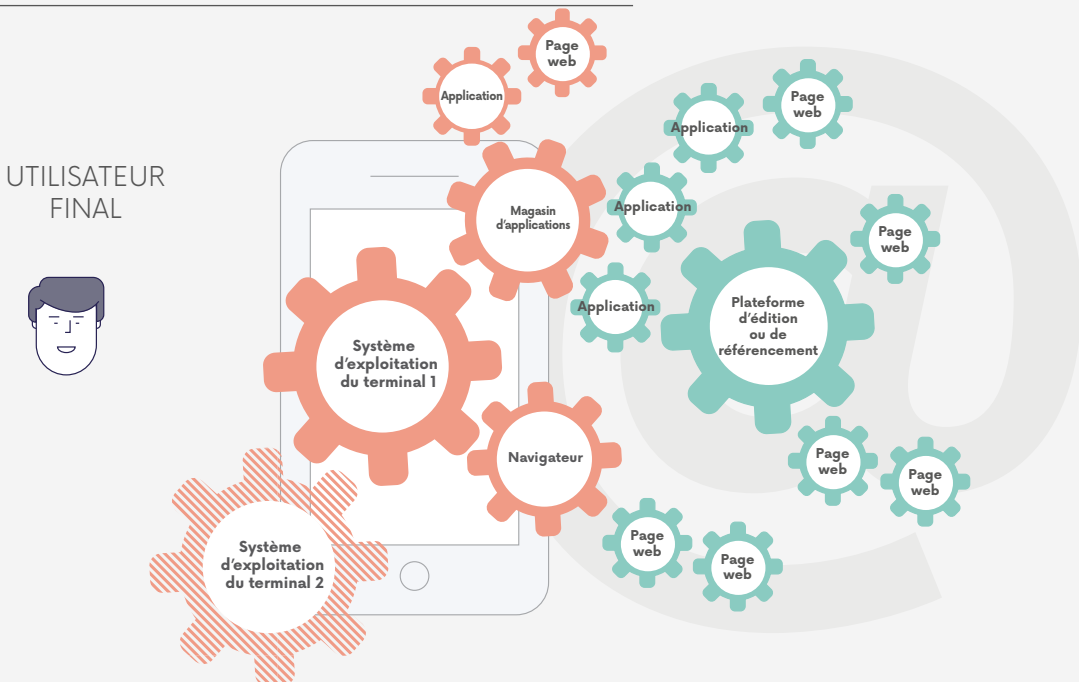 UTILISATEUR
FINAL
Page
web
Application
Magasin
d'applications
Système
d'exploitation
du terminal 1
Navigateur
Système
d'exploitation
du terminal 2
Application
Page
web
Application
Application
Page
web
Plateforme
d'édition
ou de
référencement
Page
web
Page
web
Page
web
Page
web